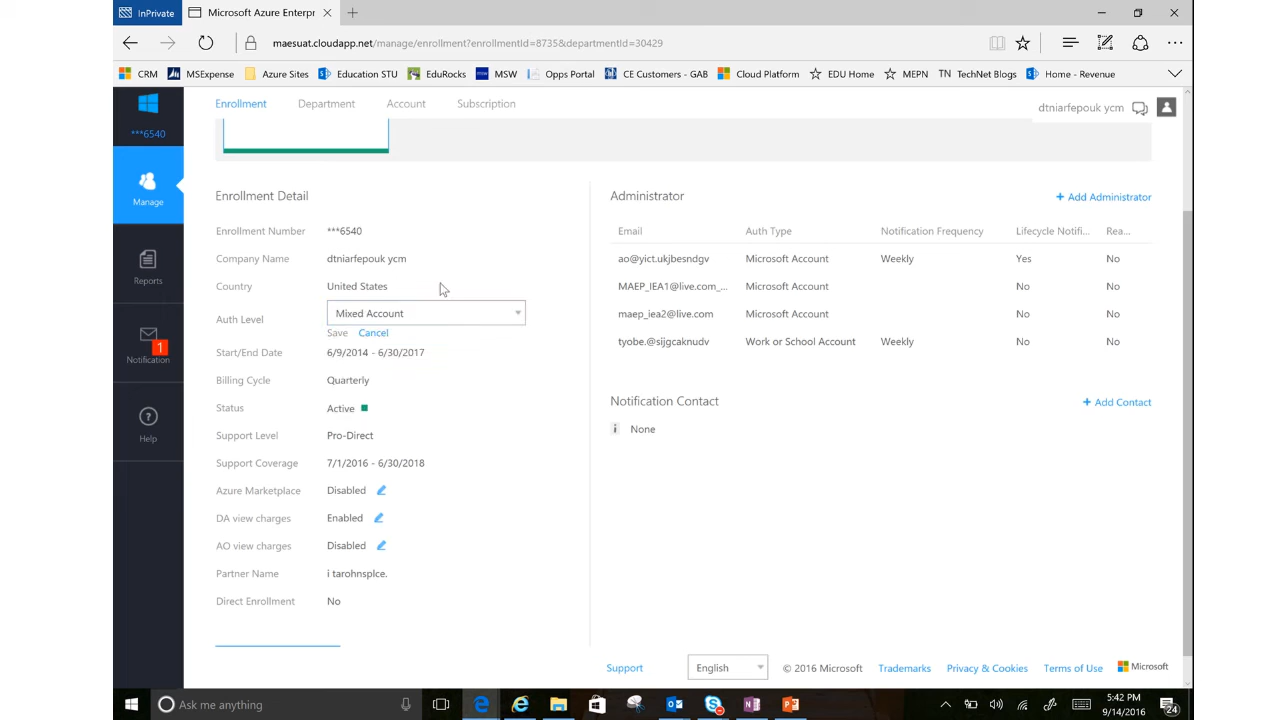 InPrivate
Microsoft Azure Enterpr
maesuat.cloudapp.net/manage/enrollment?enrollmentId=8735&departmentId=30429
CRM MSExpense Azure Sites Education STU EduRocks MSW Opps Portal CE Customers - GAB Cloud Platform EDU Home MEPN TN TechNet Blogs Home - Revenue
***6540
Enrollment Department Account Subscription
dtniarfepouk ycm
Manage
Reports
1
Notification
Help
Enrollment Detail
Enrollment Number ***6540
Company Name dtniarfepouk ycm
Country United States
Auth Level Mixed Account
Save Cancel
Start/End Date 6/9/2014 - 6/30/2017
Billing Cycle Quarterly
Status Active
Support Level Pro-Direct
Support Coverage 7/1/2016 - 6/30/2018
Azure Marketplace Disabled
DA view charges Enabled
AO view charges Disabled
Partner Name i tarohnsplce.
Direct Enrollment No
Administrator
+ Add Administrator
Email Auth Type Notification Frequency Lifecycle Notifi... Rea...
ao@yict.ukjbesndgv Microsoft Account Weekly Yes No
MAEP_IEA1@live.com_... Microsoft Account No No
maep_iea2@live.com Microsoft Account No No
tyobe.@sijgcaknudv Work or School Account Weekly No No
Notification Contact
+ Add Contact
None
Support English © 2016 Microsoft Trademarks Privacy & Cookies Terms of Use Microsoft
Ask me anything
5:42 PM
9/14/2016
24